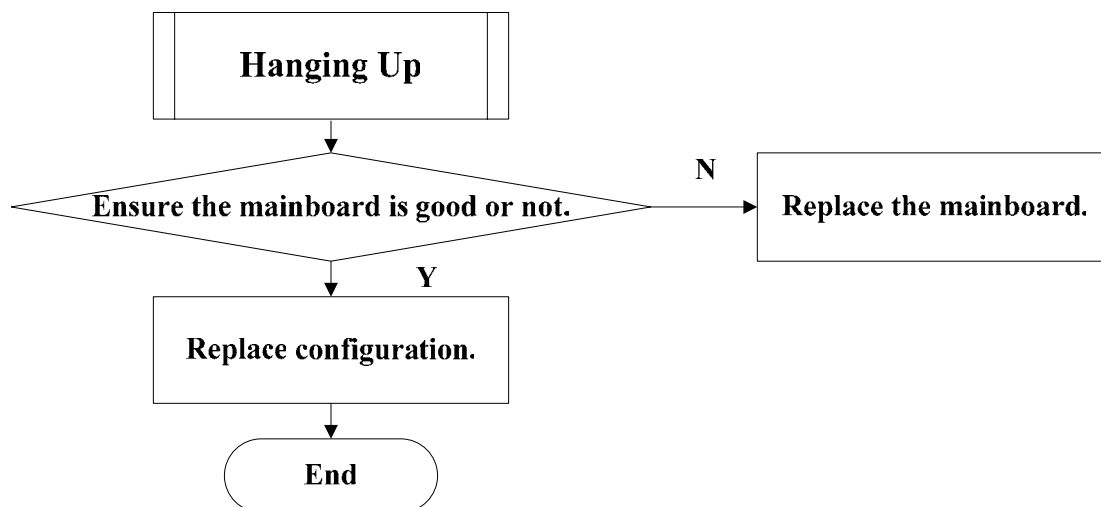 Hanging Up
Ensure the mainboard is good or not.
N
Replace the mainboard.
Y
Replace configuration.
End